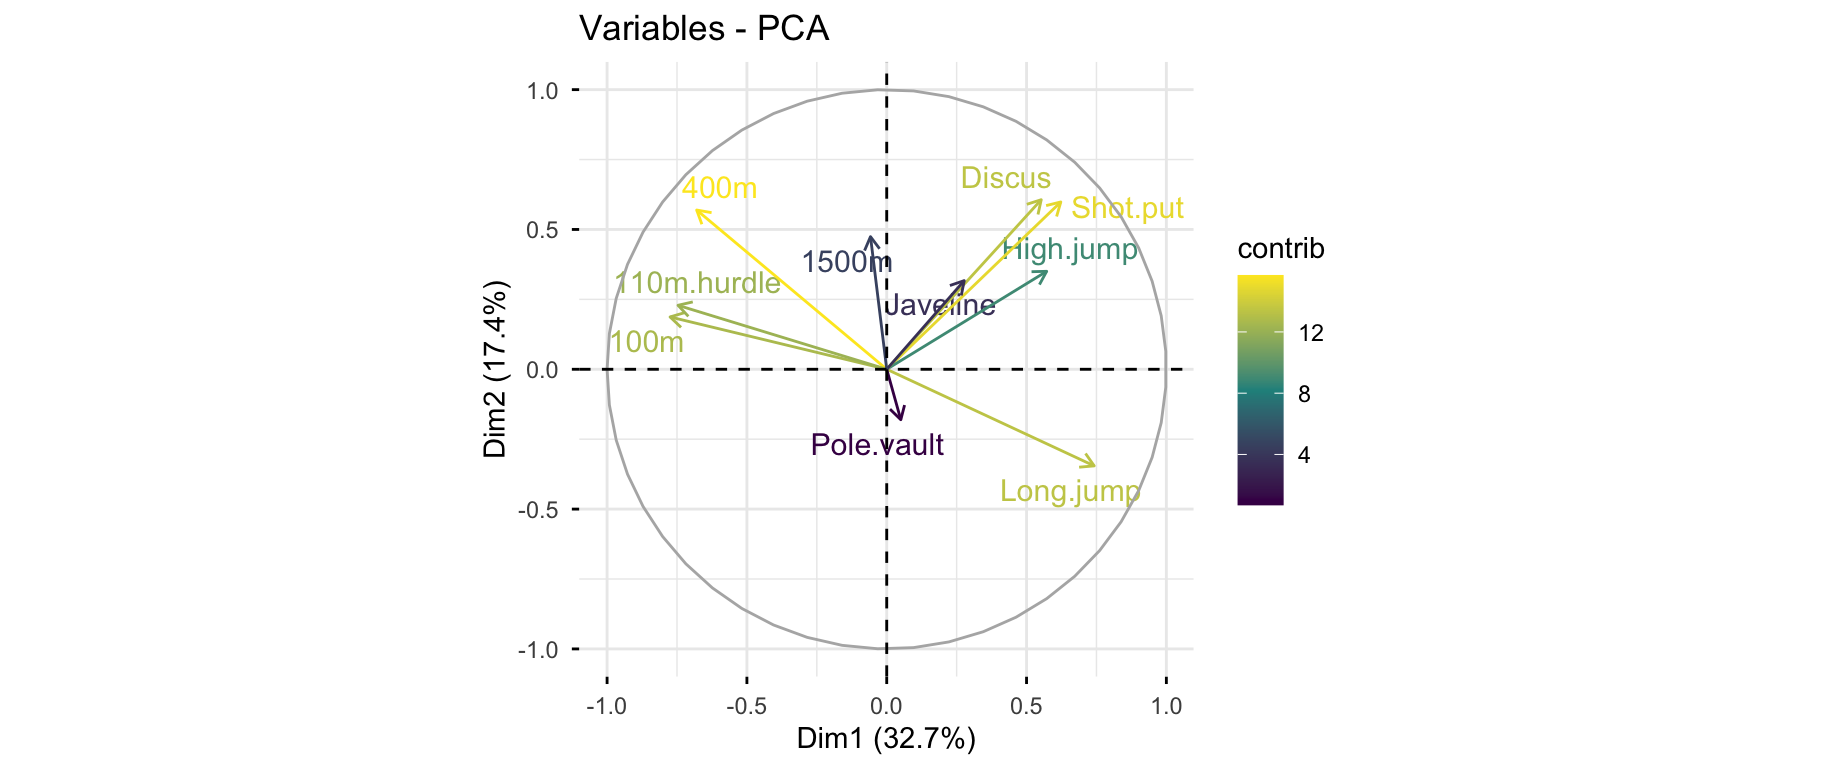 Variables - PCA
1.0
0.5
0.0
-0.5
-1.0
Dim2 (17.4%)
Discus
400m
Shot.put
High.jump
1500m
110m.hurdle
Javeline
100m
Pole.vault
Long.jump
-1.0
-0.5
0.0
0.5
1.0
Dim1 (32.7%)
contrib
12
8
4